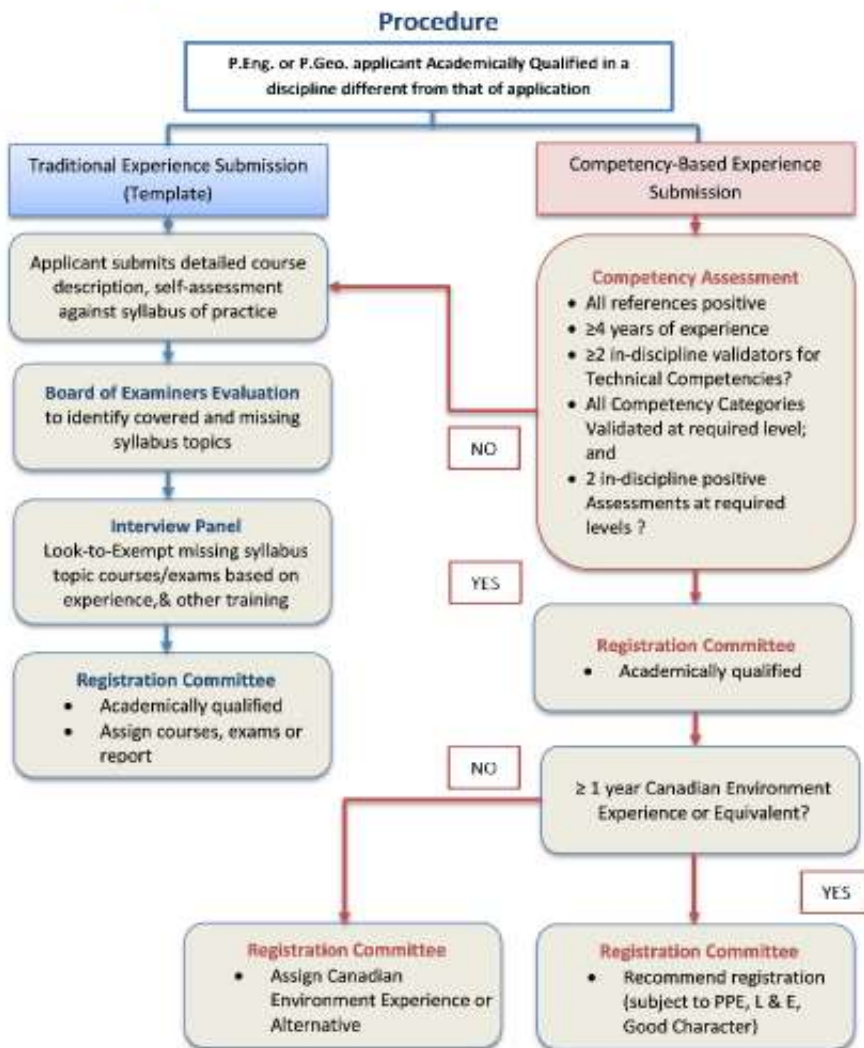 Procedure
P.Eng. or P.Geo. applicant Academically Qualified in a
discipline different from that of application
Traditional Experience Submission
(Template)
Applicant submits detailed course
description, self-assessment
against syllabus of practice
Board of Examiners Evaluation
to identify covered and missing
syllabus topics
Interview Panel
Look-to-Exempt missing syllabus
topic courses/exams based on
experience,& other training
Registration Committee
• Academically qualified
• Assign courses, exams or
report
Competency-Based Experience
Submission
Competency Assessment
• All references positive
• ≥4 years of experience
• ≥2 in-discipline validators for
Technical Competencies?
• All Competency Categories
Validated at required level;
and
• 2 in-discipline positive
Assessments at required
levels ?
NO
YES
Registration Committee
• Academically qualified
≥ 1 year Canadian Environment
Experience or Equivalent?
NO
YES
Registration Committee
• Assign Canadian
Environment Experience or
Alternative
Registration Committee
• Recommend registration
(subject to PPE, L & E,
Good Character)